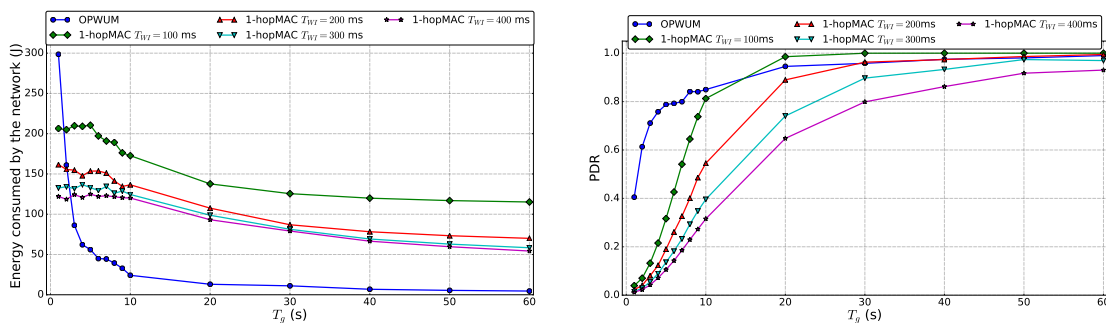 OPWUM
1-hopMAC T_WI = 100 ms
1-hopMAC T_WI = 200 ms
1-hopMAC T_WI = 300 ms
1-hopMAC T_WI = 400 ms
Energy consumed by the network (J)
300
250
200
150
100
50
0
0 10 20 30 40 50 60
T_g (s)
OPWUM
1-hopMAC T_WI = 100ms
1-hopMAC T_WI = 200ms
1-hopMAC T_WI = 300ms
1-hopMAC T_WI = 400ms
PDR
1.0
0.8
0.6
0.4
0.2
0.0
0 10 20 30 40 50 60
T_g (s)